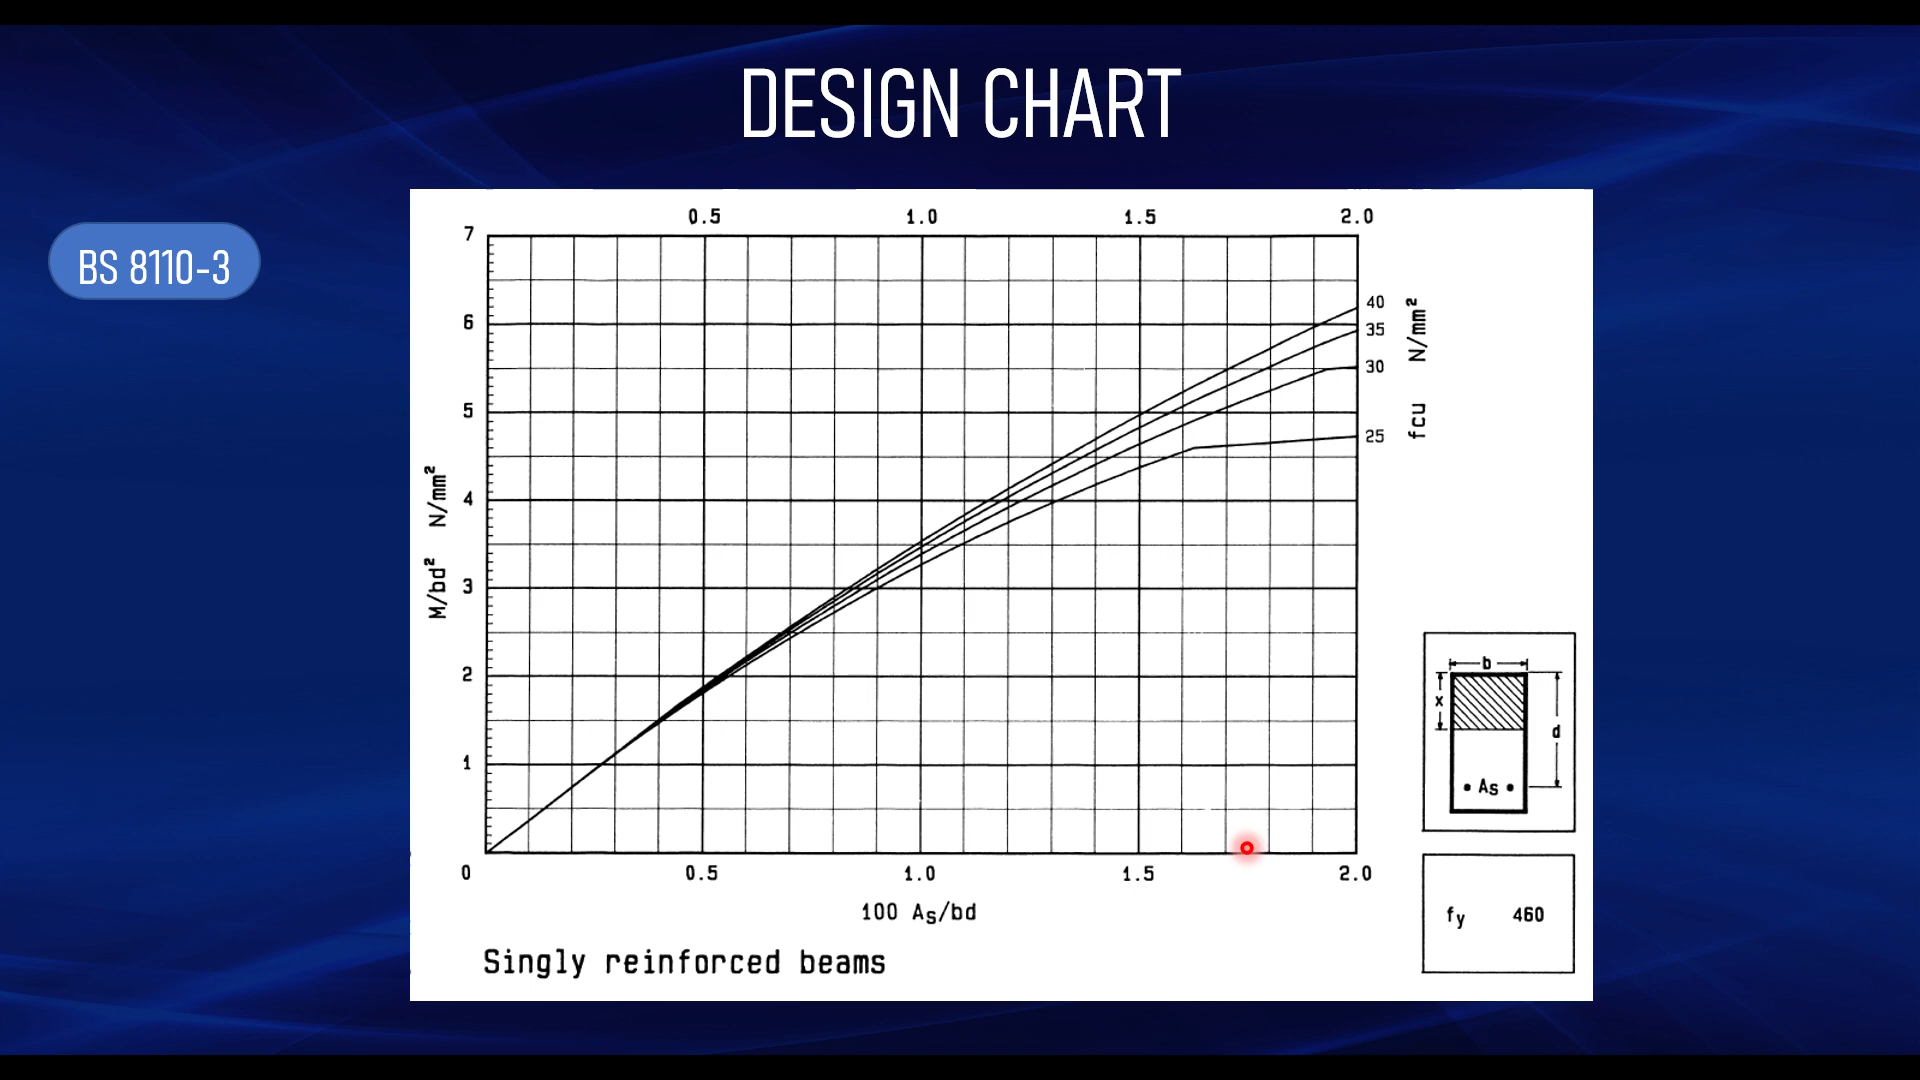 DESIGN CHART
BS 8110-3
0.5 1.0 1.5 2.0
7
6
5
4
3
2
1
0 0.5 1.0 1.5 2.0
M/bd² N/mm²
100 As/bd
40
35
30
25
fcu N/mm²
b
x
d
As
fy 460
Singly reinforced beams